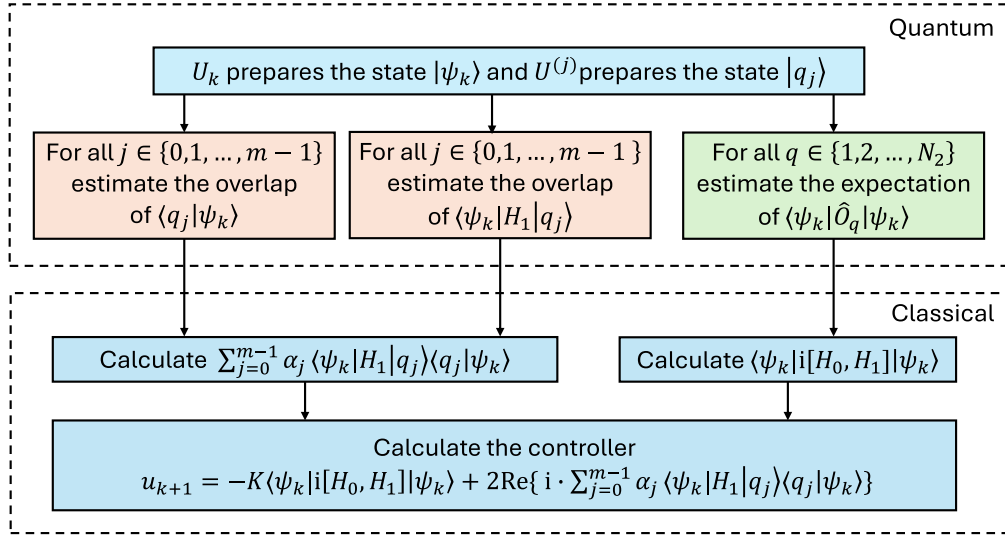 Quantum
U_k prepares the state |ψ_k⟩ and U^(j)prepares the state |q_j⟩
For all j ∈ {0,1, … , m − 1}
estimate the overlap
of ⟨q_j|ψ_k⟩
For all j ∈ {0,1, … , m − 1 }
estimate the overlap
of ⟨ψ_k|H_1|q_j⟩
For all q ∈ {1,2, … , N_2}
estimate the expectation
of ⟨ψ_k|Ô_q|ψ_k⟩
Classical
Calculate ∑_{j=0}^{m−1} α_j ⟨ψ_k|H_1|q_j⟩⟨q_j|ψ_k⟩
Calculate ⟨ψ_k|i[H_0, H_1]|ψ_k⟩
Calculate the controller
u_{k+1} = −K⟨ψ_k|i[H_0, H_1]|ψ_k⟩ + 2Re{ i · ∑_{j=0}^{m−1} α_j ⟨ψ_k|H_1|q_j⟩⟨q_j|ψ_k⟩}